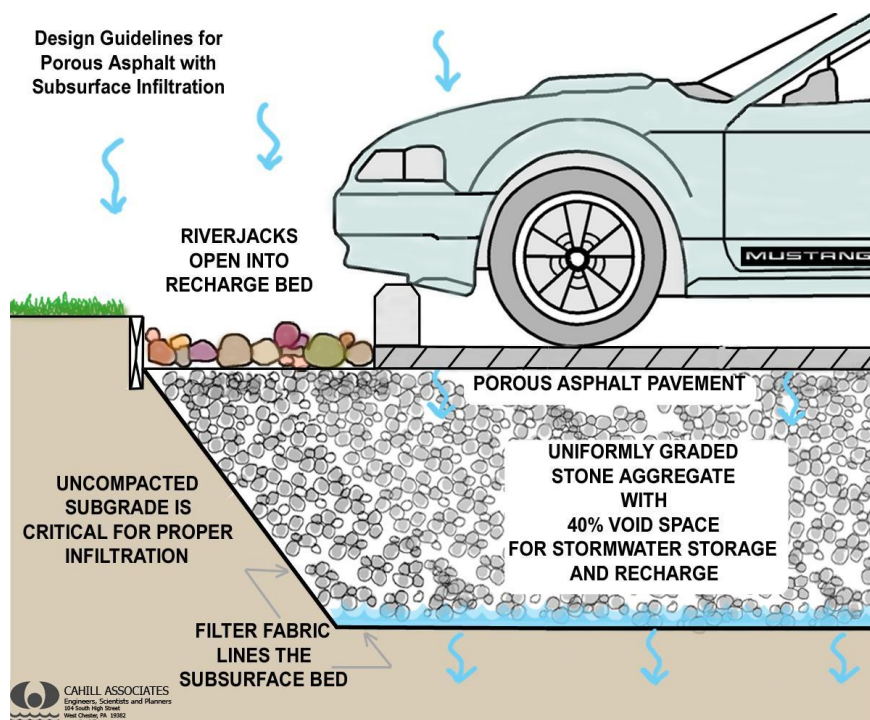 Design Guidelines for
Porous Asphalt with
Subsurface Infiltration
RIVERJACKS
OPEN INTO
RECHARGE BED
MUSTANG
POROUS ASPHALT PAVEMENT
UNIFORMLY GRADED
STONE AGGREGATE
WITH
40% VOID SPACE
FOR STORMWATER STORAGE
AND RECHARGE
UNCOMPACTED
SUBGRADE IS
CRITICAL FOR PROPER
INFILTRATION
FILTER FABRIC
LINES THE
SUBSURFACE BED
CAHILL ASSOCIATES
Engineers, Scientists and Planners
104 South High Street
West Chester, PA 19382